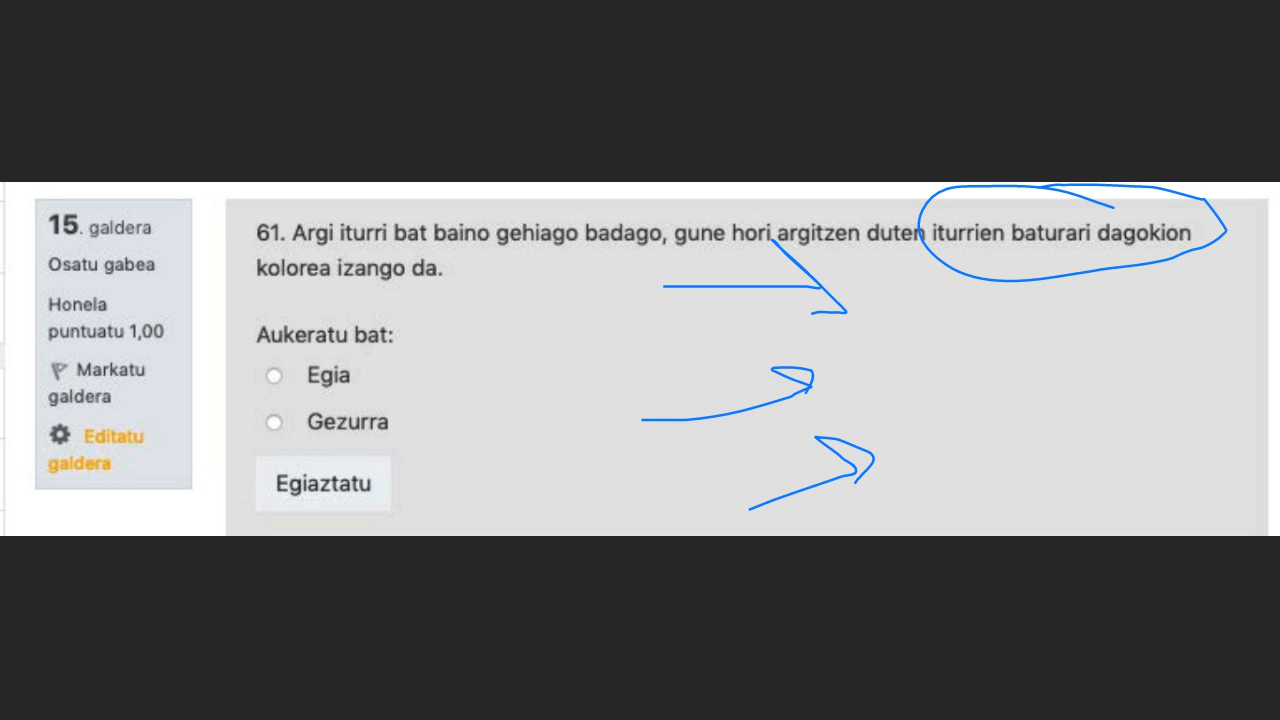 15. galdera
Osatu gabea
Honela
puntuatu 1,00
Markatu
galdera
Editatu
galdera
61. Argi iturri bat baino gehiago badago, gune hori argitzen duten iturrien baturari dagokion
kolorea izango da.
Aukeratu bat:
Egia
Gezurra
Egiaztatu